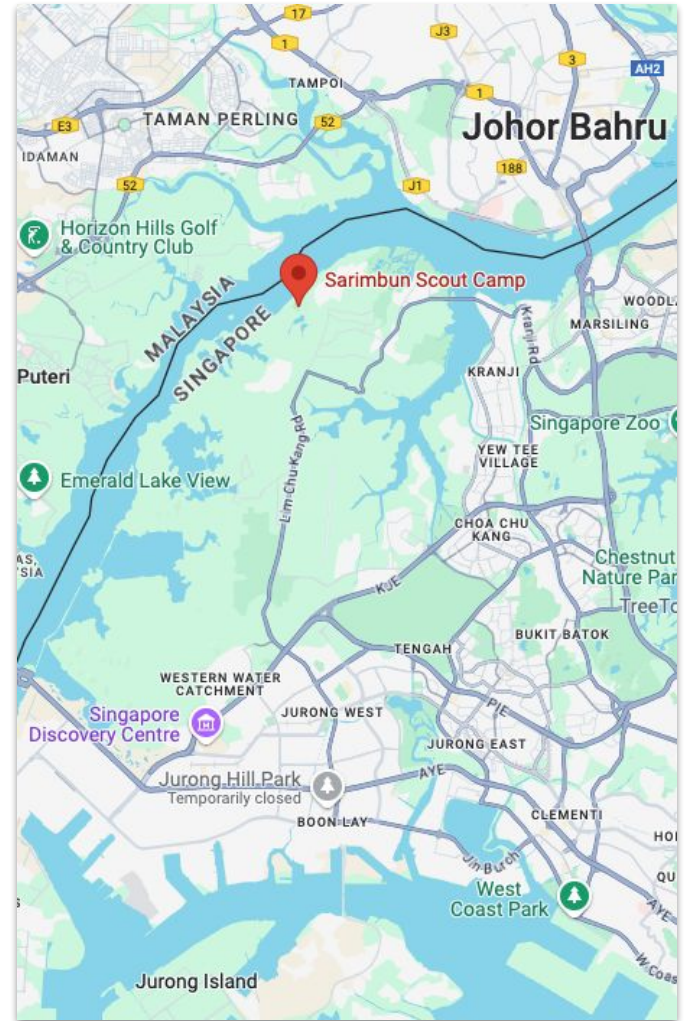 17
1
J3
3
AH2
TAMPOI
1
E3
TAMAN PERLING
52
Johor Bahru
IDAMAN
52
J1
188
Horizon Hills Golf
& Country Club
MALAYSIA
SINGAPORE
Sarimbun Scout Camp
WOODL
MARSILING
Kranji Rd
Puteri
KRANJI
Singapore Zoo
Lim Chu Kang Rd
YEW TEE
VILLAGE
Emerald Lake View
CHOA CHU
KANG
AS,
SIA
Chestnut
Nature Par
TreeTo
KJE
BUKIT BATOK
TENGAH
WESTERN WATER
CATCHMENT
PIE
JURONG WEST
Singapore
Discovery Centre
JURONG EAST
AYE
Jurong Hill Park
Temporarily closed
BOON LAY
CLEMENTI
HO
Jln Buroh
QU
West
Coast Park
AYE
W Coas
Jurong Island